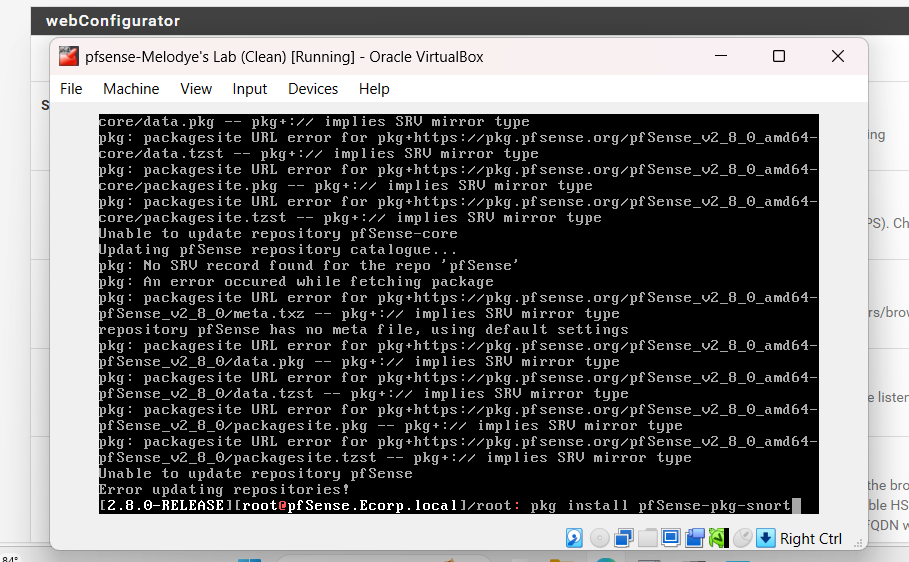 webConfigurator
pfsense-Melodye's Lab (Clean) [Running] - Oracle VirtualBox
File Machine View Input Devices Help
S
core/data.pkg -- pkg+:// implies SRV mirror type
pkg: packagesite URL error for pkg+https://pkg.pfsense.org/pfSense_v2_8_0_amd64-
core/data.tzst -- pkg+:// implies SRV mirror type
pkg: packagesite URL error for pkg+https://pkg.pfsense.org/pfSense_v2_8_0_amd64-
core/packagesite.pkg -- pkg+:// implies SRV mirror type
pkg: packagesite URL error for pkg+https://pkg.pfsense.org/pfSense_v2_8_0_amd64-
core/packagesite.tzst -- pkg+:// implies SRV mirror type
Unable to update repository pfSense-core
Updating pfSense repository catalogue...
pkg: No SRV record found for the repo 'pfSense'
pkg: An error occured while fetching package
pkg: packagesite URL error for pkg+https://pkg.pfsense.org/pfSense_v2_8_0_amd64-
pfSense_v2_8_0/meta.txz -- pkg+:// implies SRV mirror type
repository pfSense has no meta file, using default settings
pkg: packagesite URL error for pkg+https://pkg.pfsense.org/pfSense_v2_8_0_amd64-
pfSense_v2_8_0/data.pkg -- pkg+:// implies SRV mirror type
pkg: packagesite URL error for pkg+https://pkg.pfsense.org/pfSense_v2_8_0_amd64-
pfSense_v2_8_0/data.tzst -- pkg+:// implies SRV mirror type
pkg: packagesite URL error for pkg+https://pkg.pfsense.org/pfSense_v2_8_0_amd64-
pfSense_v2_8_0/packagesite.pkg -- pkg+:// implies SRV mirror type
pkg: packagesite URL error for pkg+https://pkg.pfsense.org/pfSense_v2_8_0_amd64-
pfSense_v2_8_0/packagesite.tzst -- pkg+:// implies SRV mirror type
Unable to update repository pfSense
Error updating repositories!
[2.8.0-RELEASE][root@pfSense.Ecorp.local]/root: pkg install pfSense-pkg-snort
ing
PS). Ch
rs/brow
e listen
the bro
ble HS
FQDN w
Right Ctrl
84°